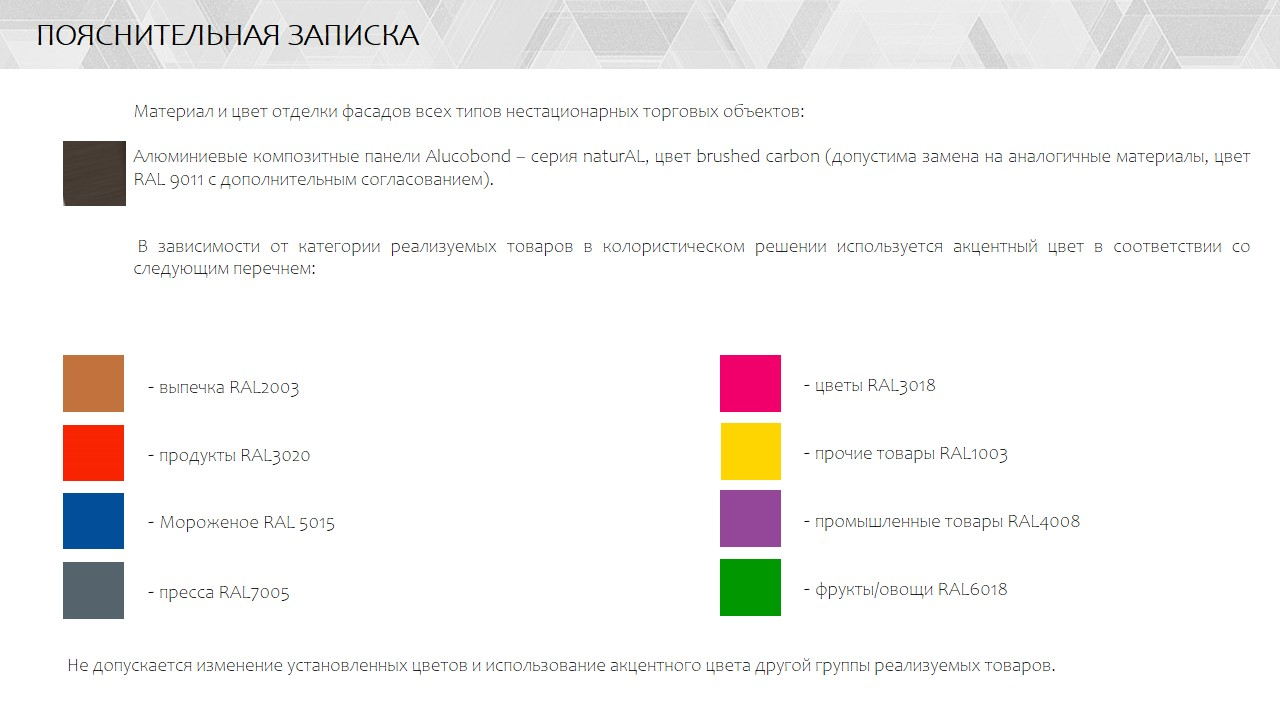 ПОЯСНИТЕЛЬНАЯ ЗАПИСКА
Материал и цвет отделки фасадов всех типов нестационарных торговых объектов:
Алюминиевые композитные панели Alucobond – серия naturAL, цвет brushed carbon (допустима замена на аналогичные материалы, цвет
RAL 9011 с дополнительным согласованием).
В зависимости от категории реализуемых товаров в колористическом решении используется акцентный цвет в соответствии со
следующим перечнем:
- выпечка RAL2003
- продукты RAL3020
- Мороженое RAL 5015
- пресса RAL7005
- цветы RAL3018
- прочие товары RAL1003
- промышленные товары RAL4008
- фрукты/овощи RAL6018
Не допускается изменение установленных цветов и использование акцентного цвета другой группы реализуемых товаров.